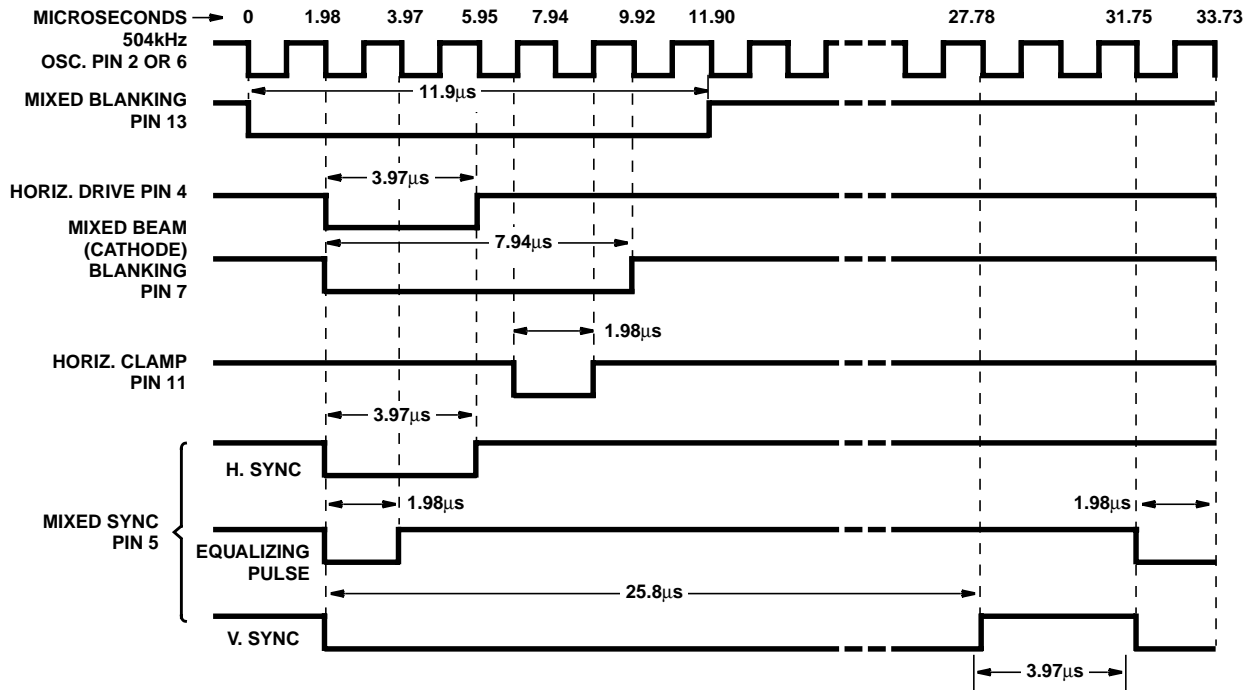 MICROSECONDS 0 1.98 3.97 5.95 7.94 9.92 11.90 27.78 31.75 33.73
504kHz
OSC. PIN 2 OR 6
11.9μs
MIXED BLANKING
PIN 13
3.97μs
HORIZ. DRIVE PIN 4
MIXED BEAM
(CATHODE)
BLANKING
PIN 7
7.94μs
1.98μs
HORIZ. CLAMP
PIN 11
3.97μs
H. SYNC
1.98μs 1.98μs
MIXED SYNC
PIN 5
EQUALIZING
PULSE
25.8μs
V. SYNC
3.97μs